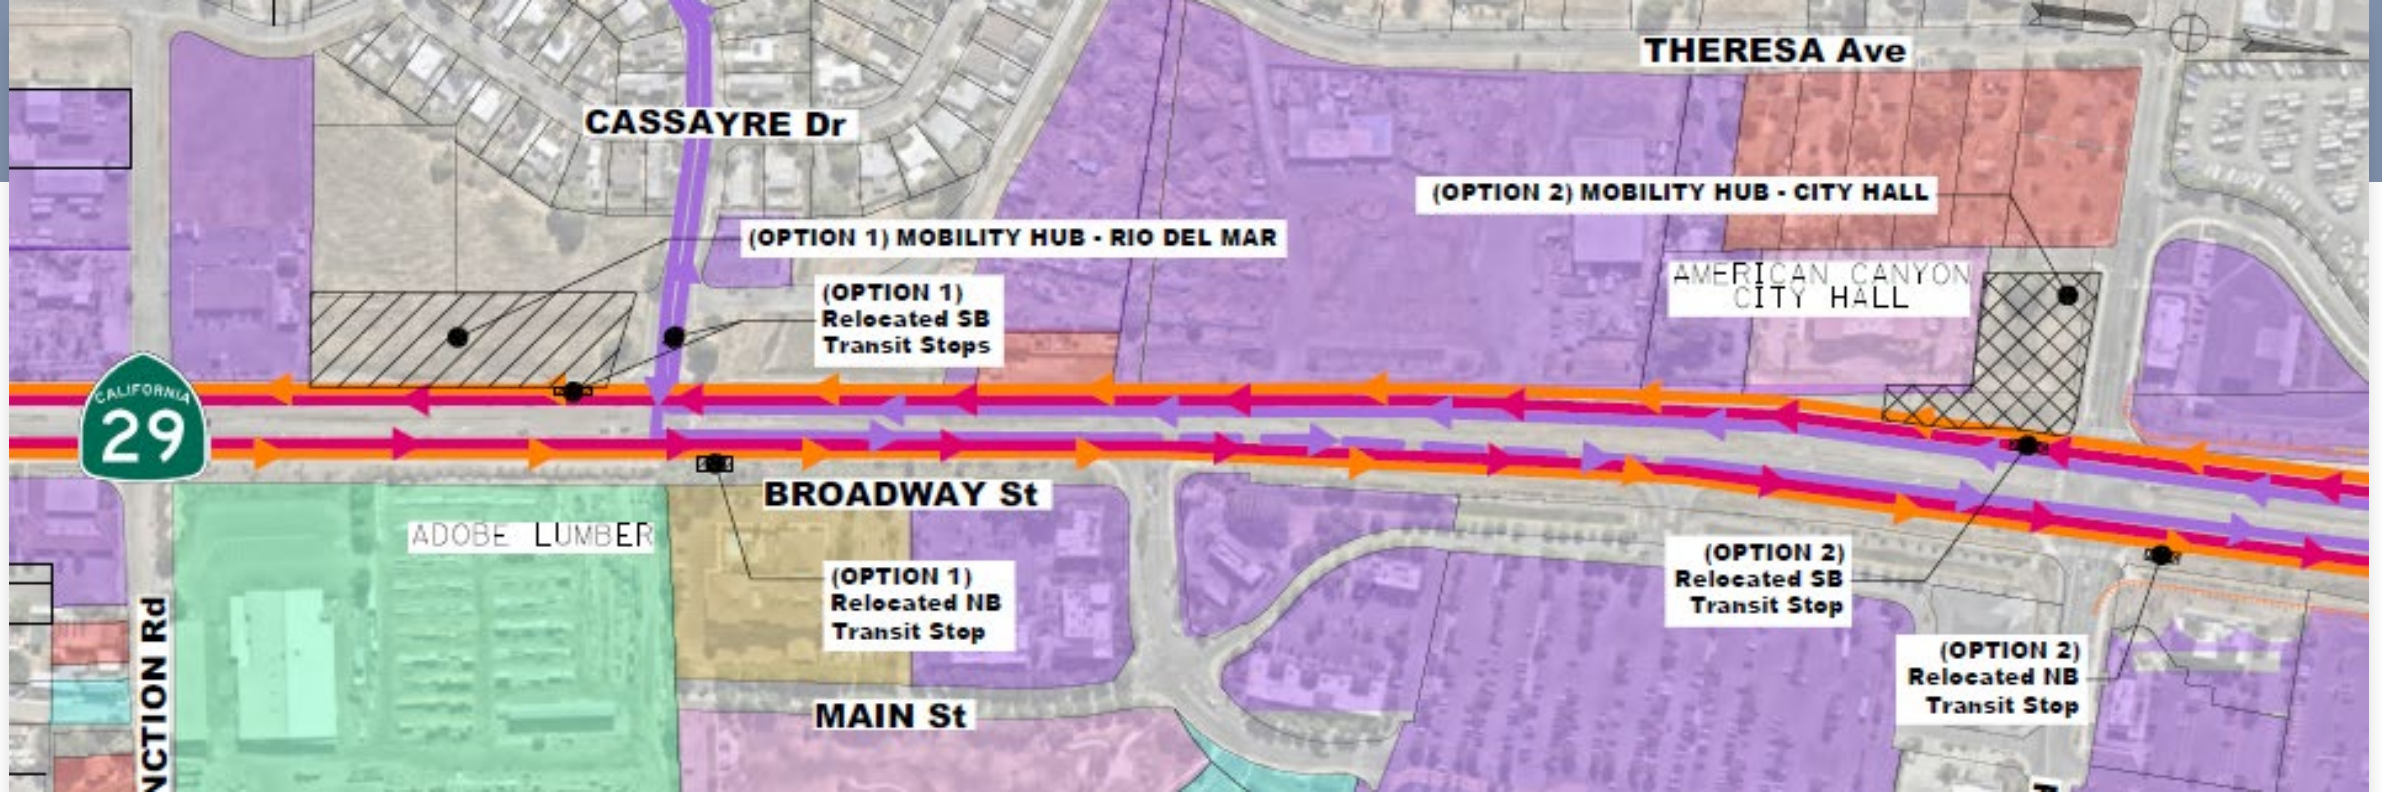 THERESA Ave
CASSAYRE Dr
(OPTION 2) MOBILITY HUB - CITY HALL
(OPTION 1) MOBILITY HUB - RIO DEL MAR
AMERICAN CANYON
CITY HALL
(OPTION 1)
Relocated SB
Transit Stops
CALIFORNIA
29
BROADWAY St
ADOBE LUMBER
(OPTION 1)
Relocated NB
Transit Stop
(OPTION 2)
Relocated SB
Transit Stop
(OPTION 2)
Relocated NB
Transit Stop
NCTION Rd
MAIN St